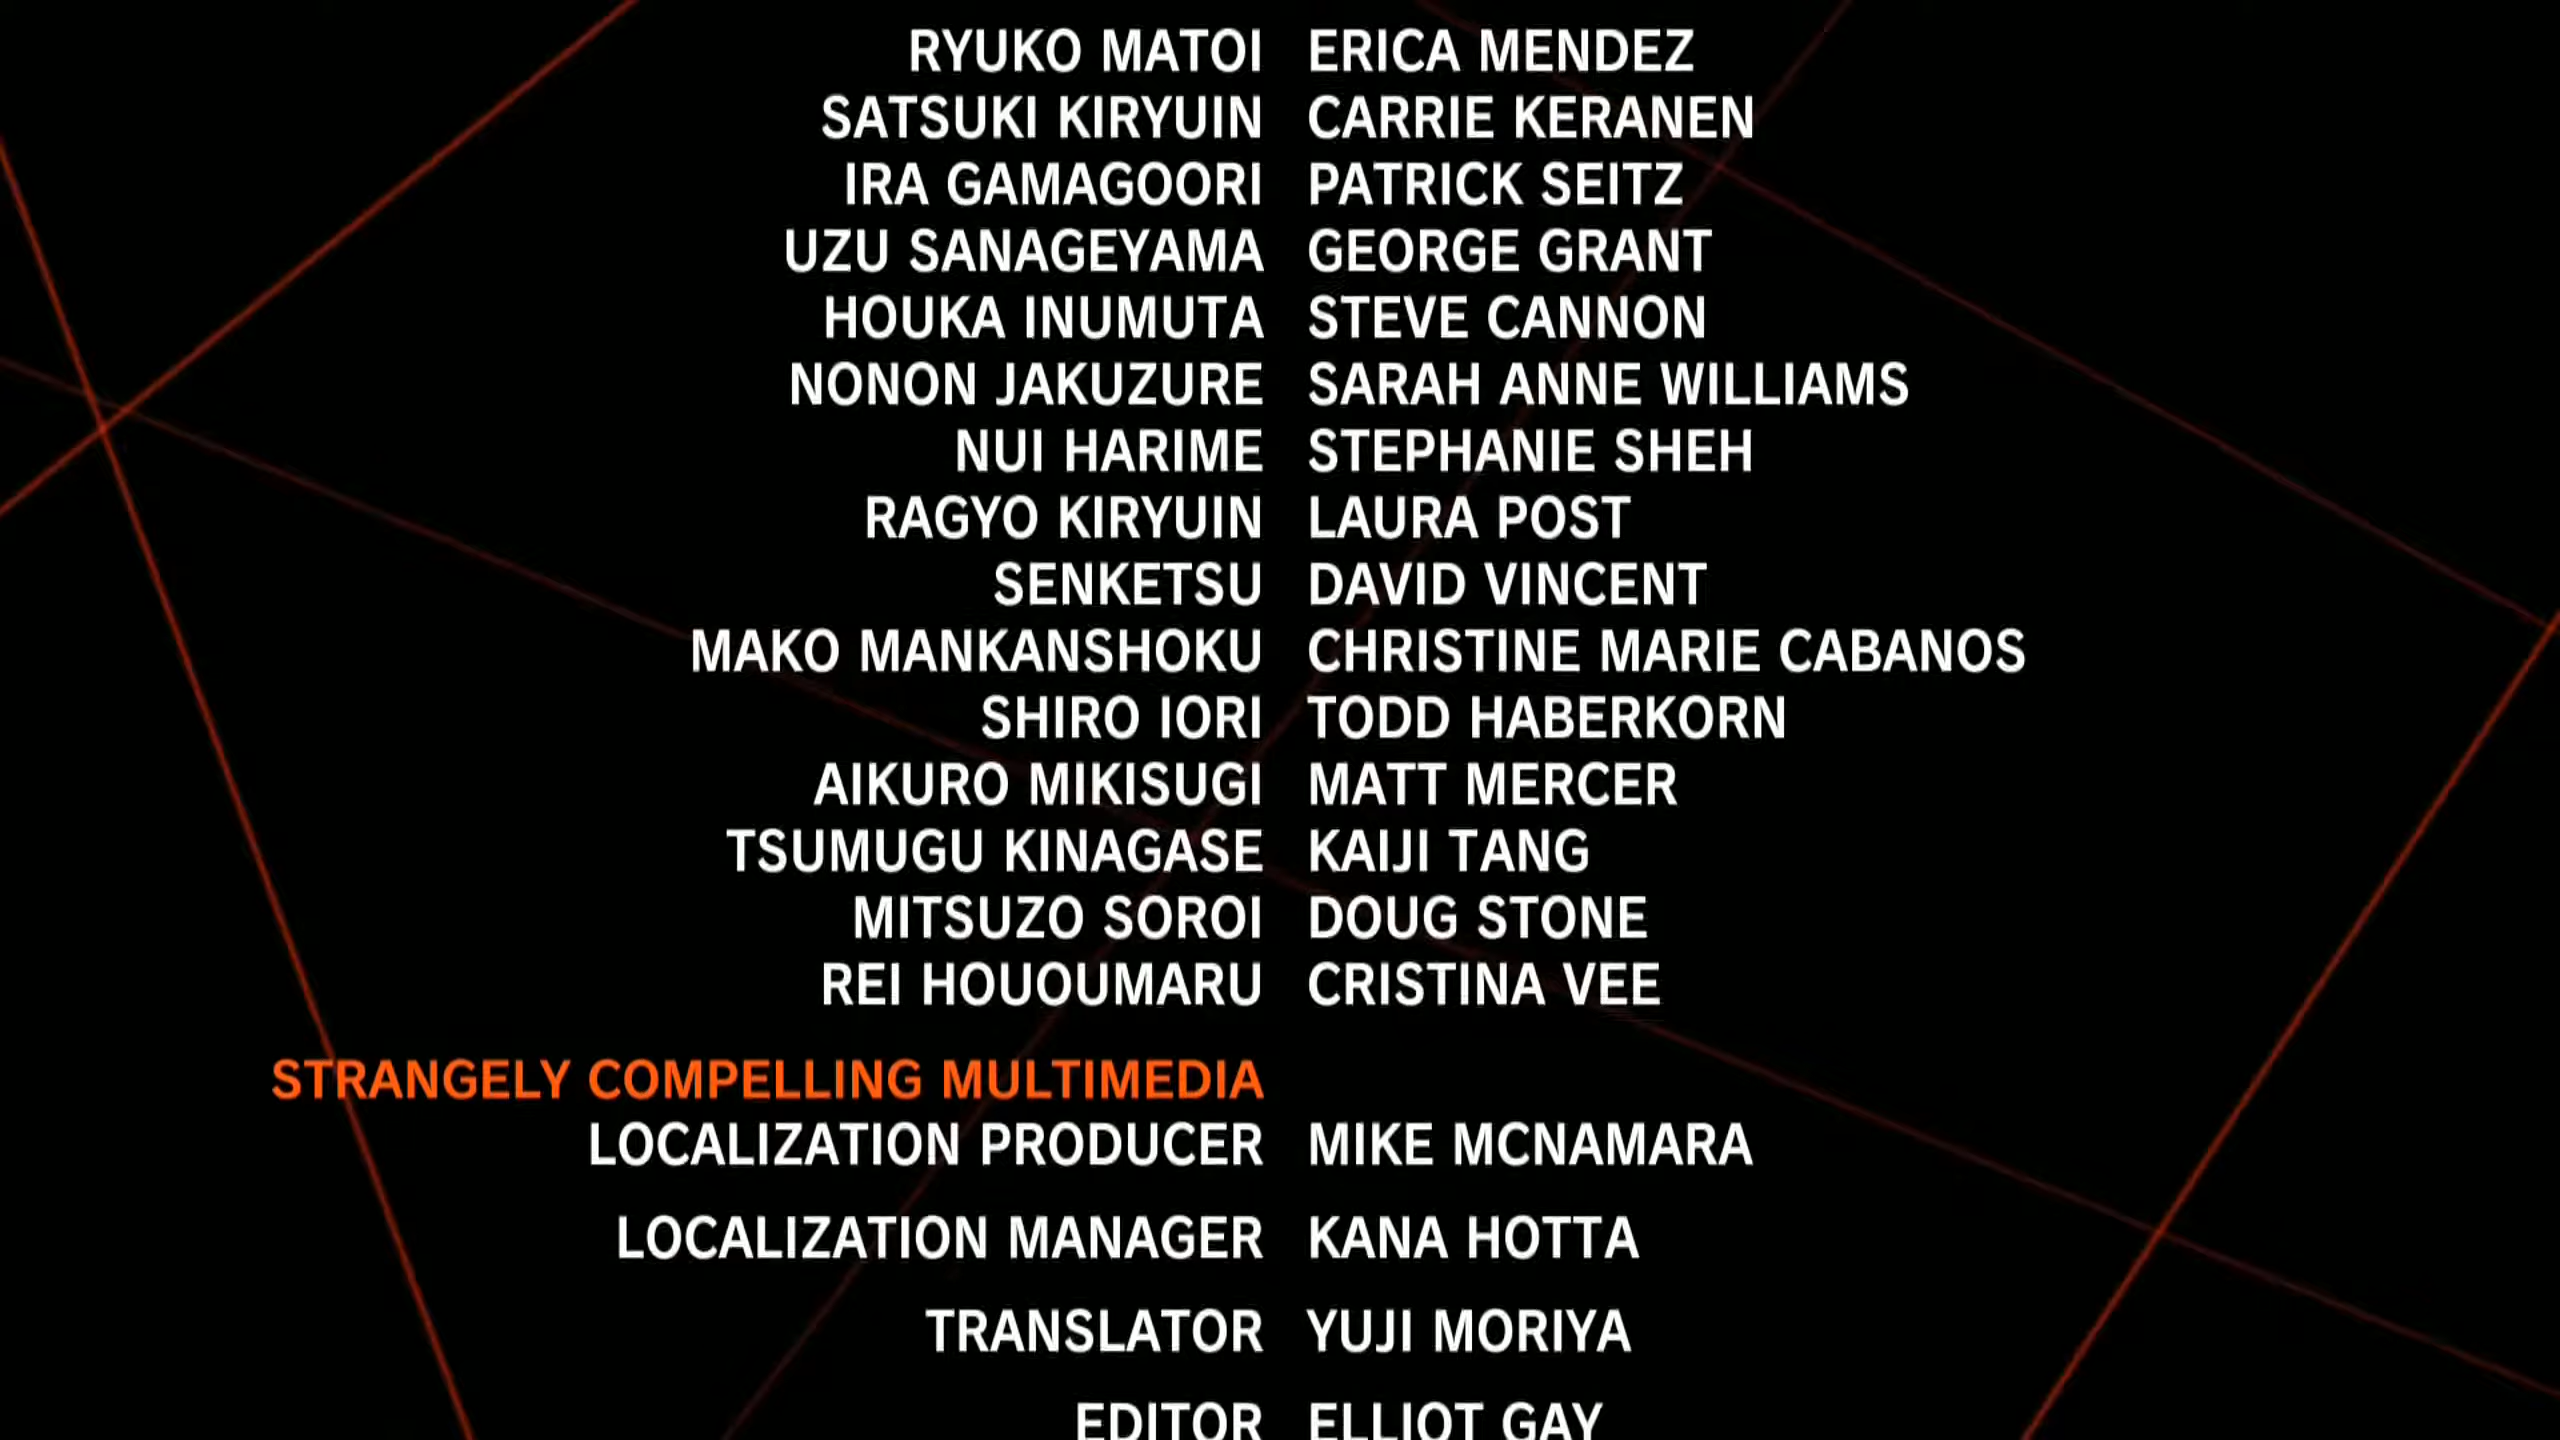 RYUKO MATOI ERICA MENDEZ
SATSUKI KIRYUIN CARRIE KERANEN
IRA GAMAGOORI PATRICK SEITZ
UZU SANAGEYAMA GEORGE GRANT
HOUKA INUMUTA STEVE CANNON
NONON JAKUZURE SARAH ANNE WILLIAMS
NUI HARIME STEPHANIE SHEH
RAGYO KIRYUIN LAURA POST
SENKETSU DAVID VINCENT
MAKO MANKANSHOKU CHRISTINE MARIE CABANOS
SHIRO IORI TODD HABERKORN
AIKURO MIKISUGI MATT MERCER
TSUMUGU KINAGASE KAIJI TANG
MITSUZO SOROI DOUG STONE
REI HOUOUMARU CRISTINA VEE
STRANGELY COMPELLING MULTIMEDIA
LOCALIZATION PRODUCER MIKE MCNAMARA
LOCALIZATION MANAGER KANA HOTTA
TRANSLATOR YUJI MORIYA
EDITOR ELLIOT GAY